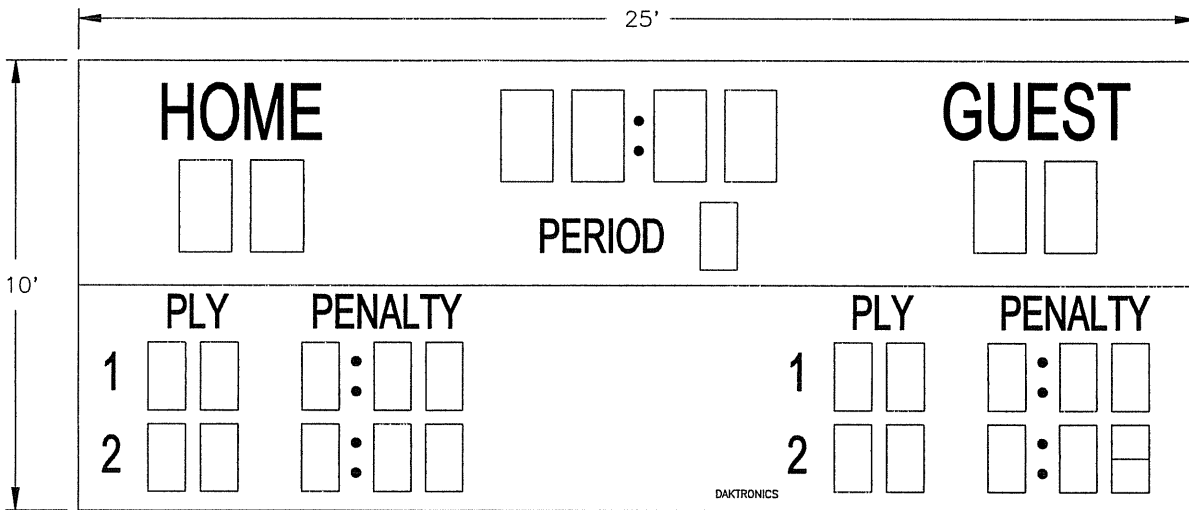 25'
HOME : GUEST
PERIOD
10'
PLY PENALTY PLY PENALTY
1 : 1 :
2 : 2 :
DAKTRONICS